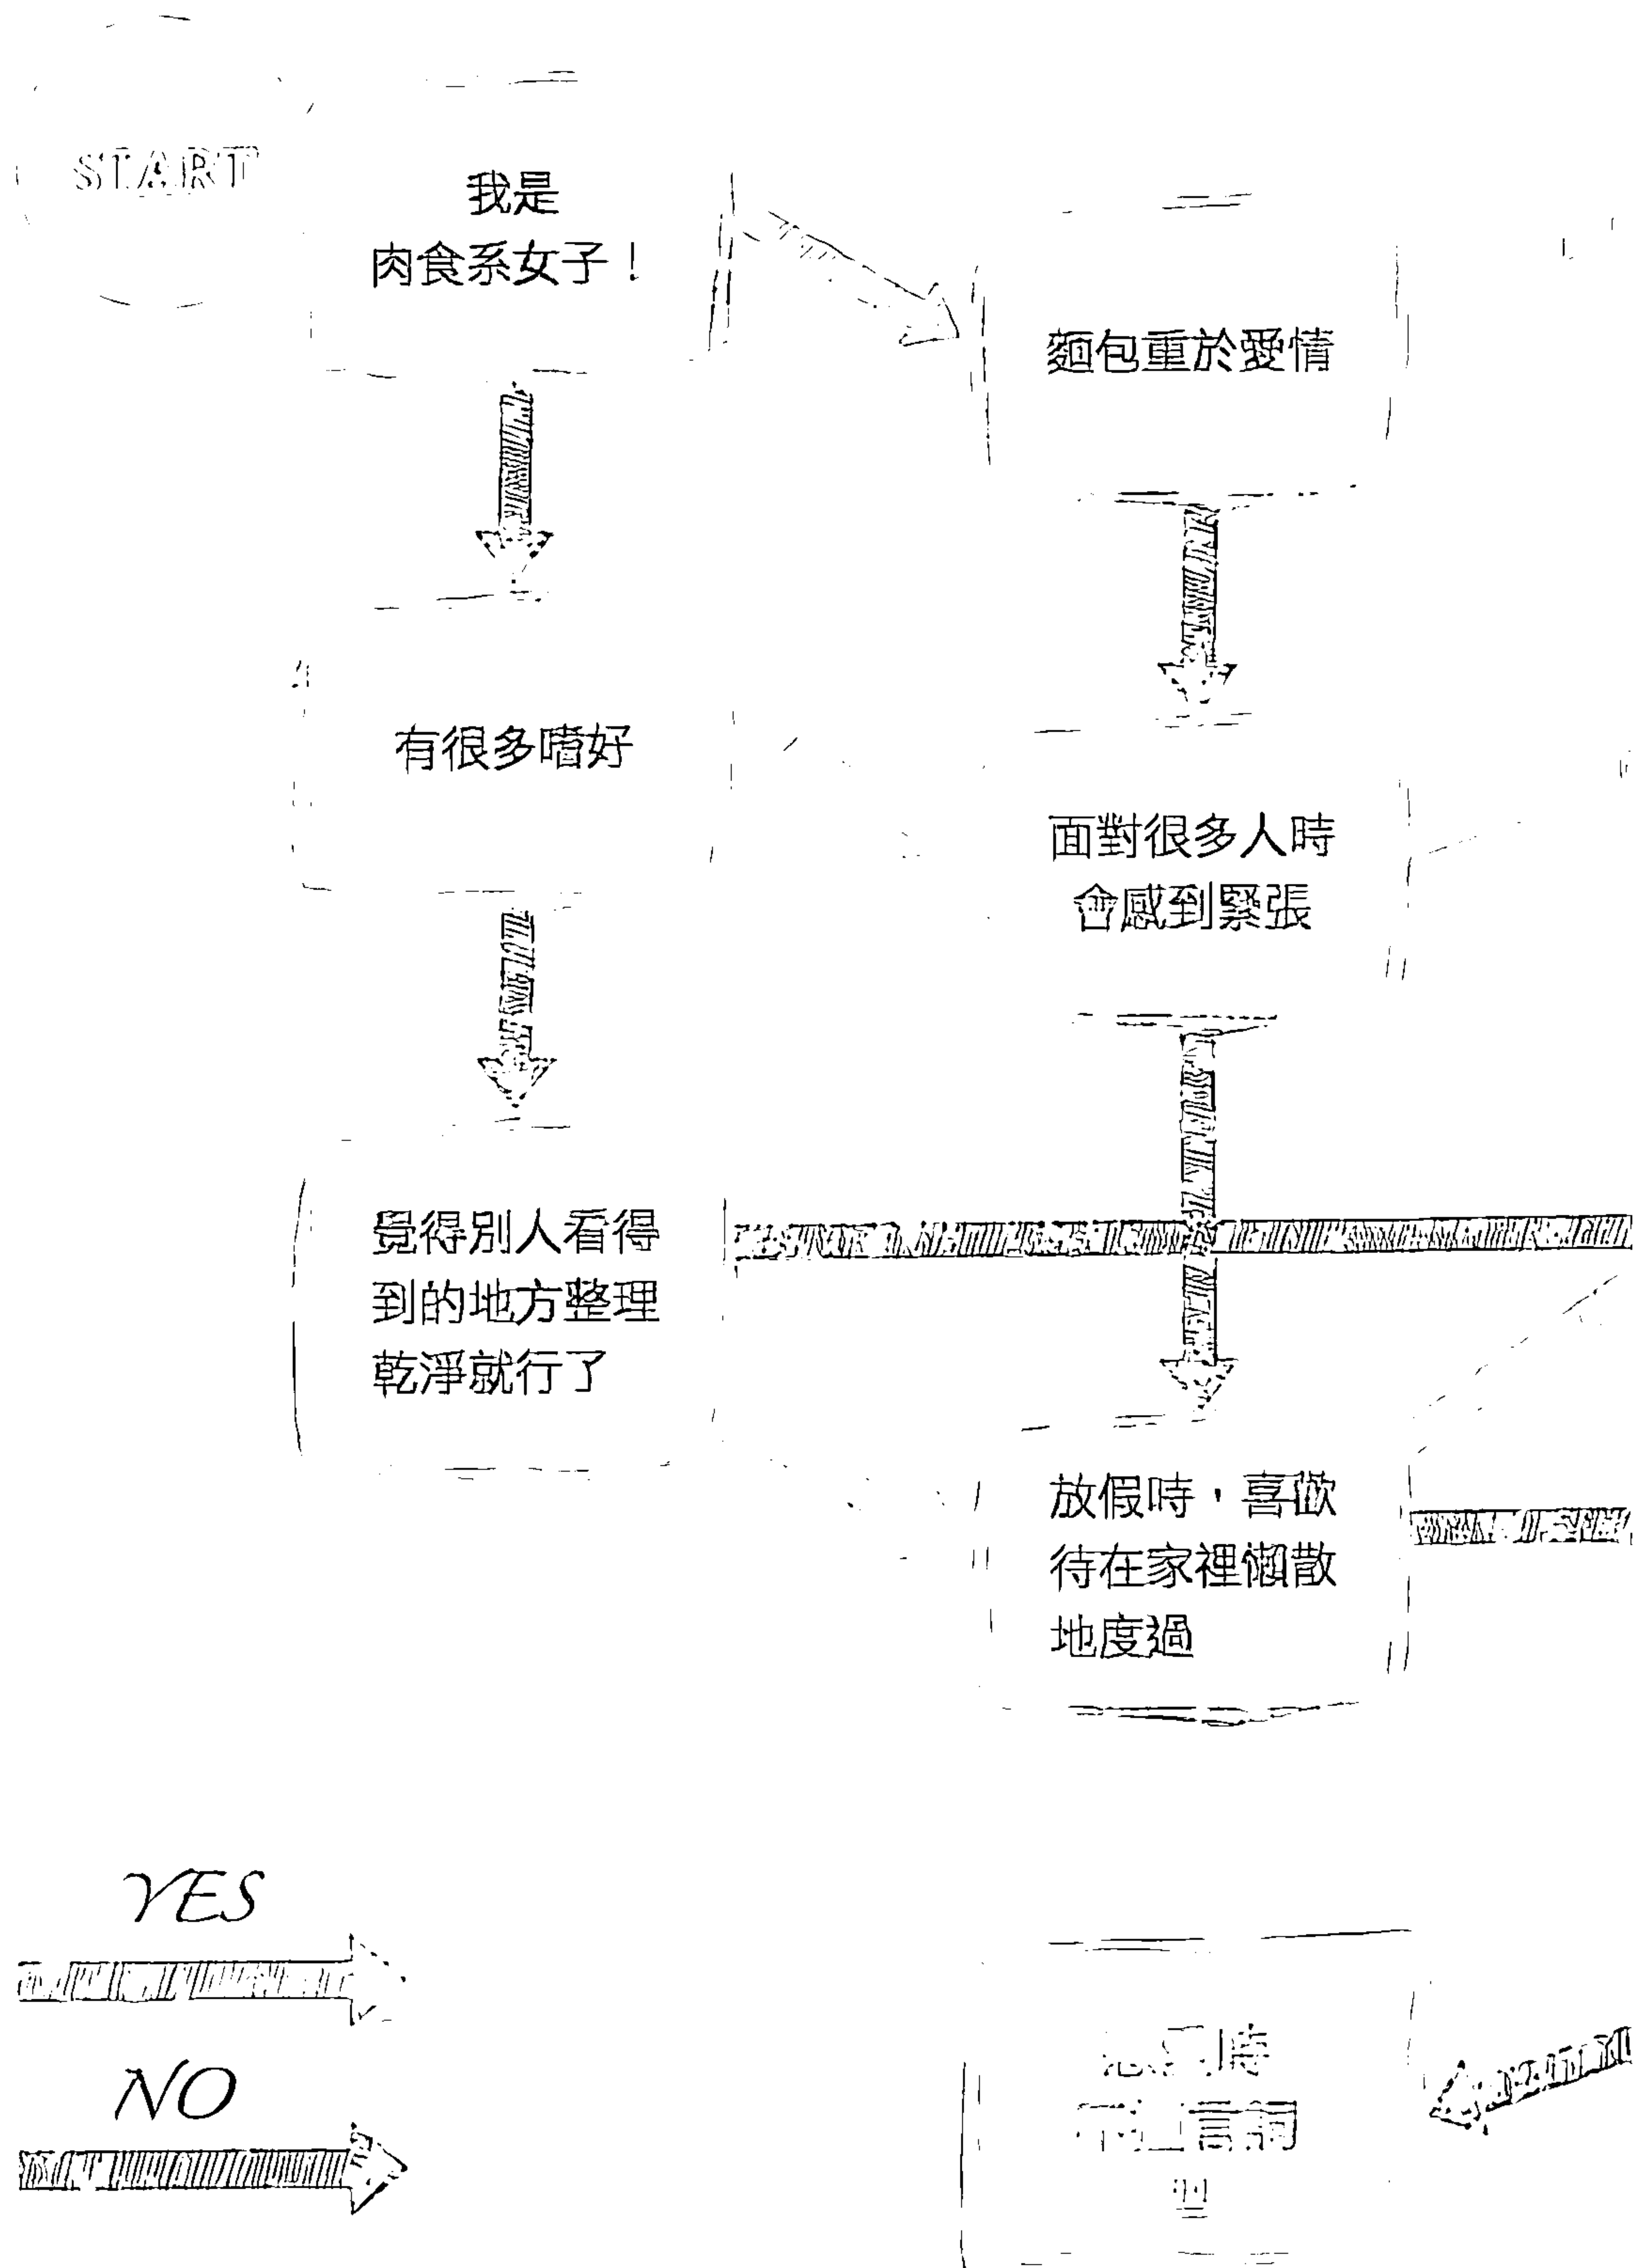 START
我是
肉食系女子！
麵包重於愛情
有很多嗜好
面對很多人時
會感到緊張
覺得別人看得
到的地方整理
乾淨就行了
放假時，喜歡
待在家裡懶散
地度過
YES
NO
時
型